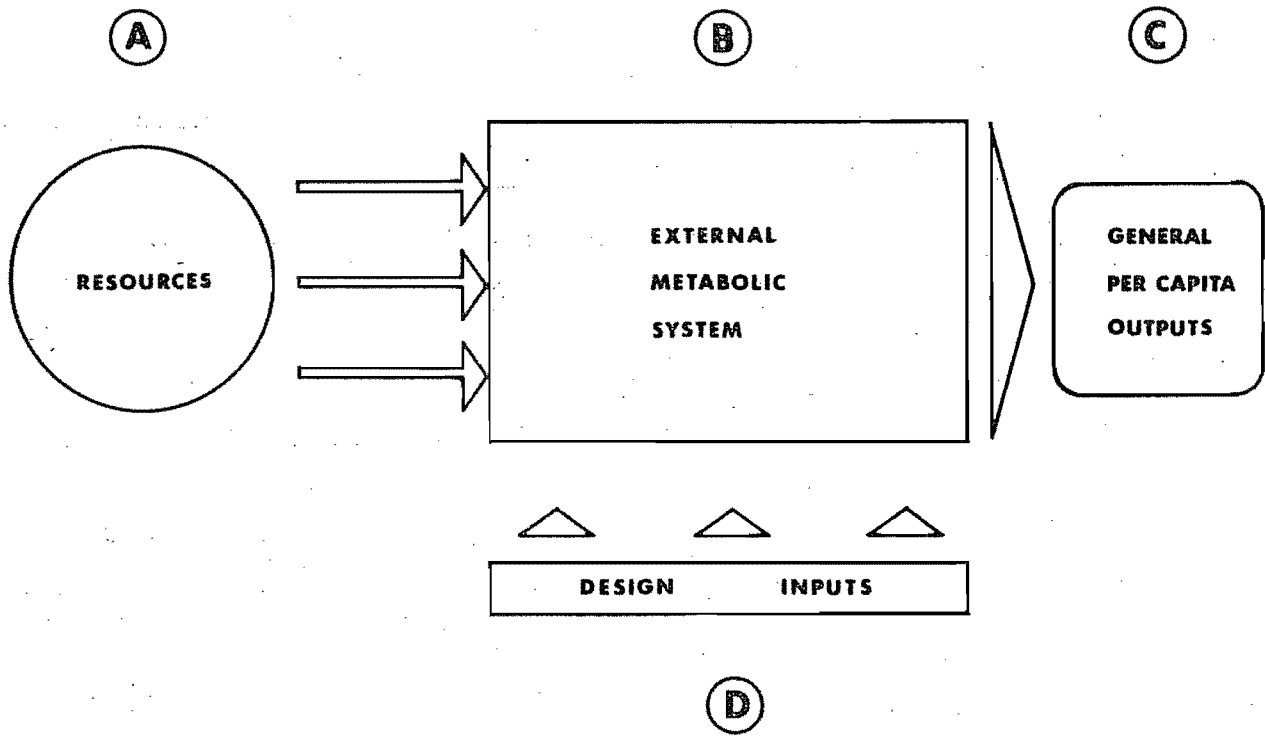 A
B
C
RESOURCES
EXTERNAL
METABOLIC
SYSTEM
GENERAL
PER CAPITA
OUTPUTS
DESIGN INPUTS
D